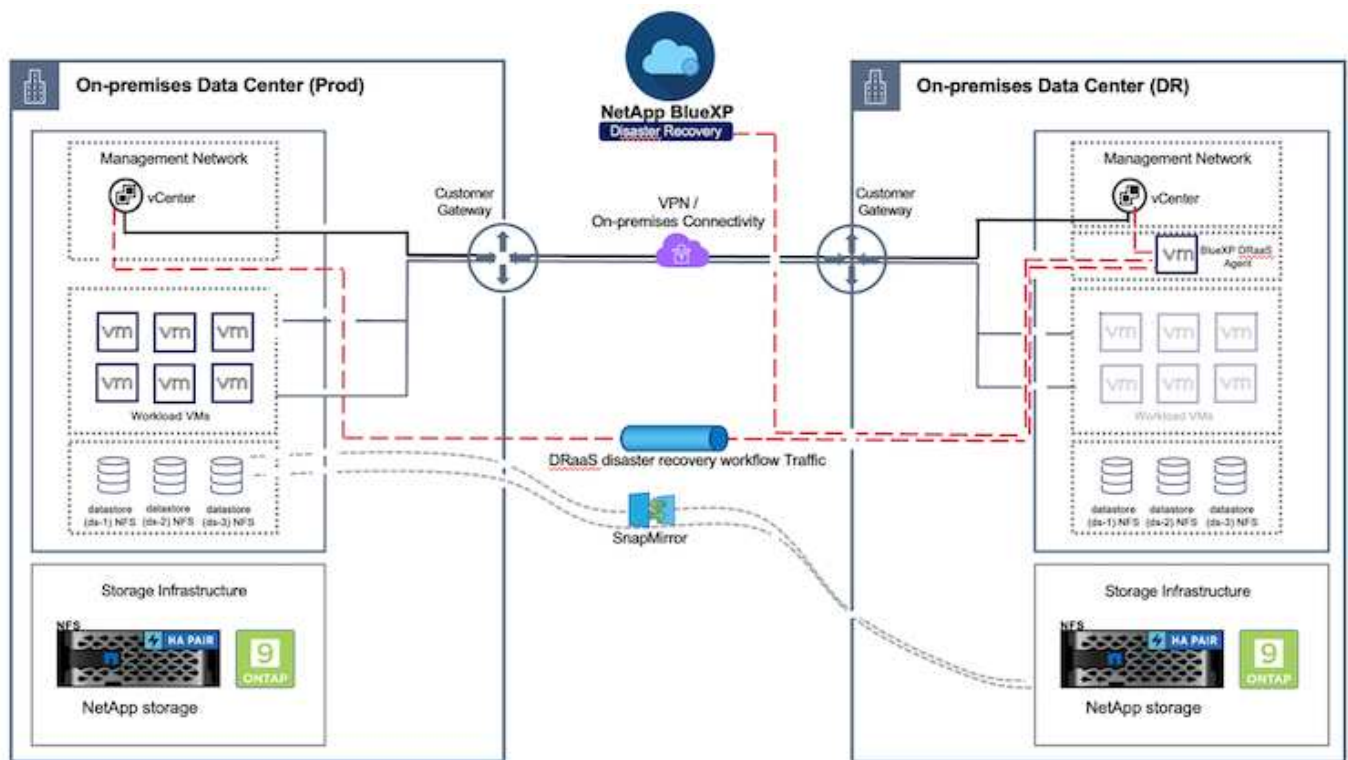 NetApp BlueXP
Disaster Recovery
On-premises Data Center (Prod)
Management Network
vCenter
Customer
Gateway
vm vm vm
vm vm vm
Workload VMs
datastore
(ds-1) NFS
datastore
(ds-2) NFS
datastore
(ds-3) NFS
Storage Infrastructure
NFS
HA PAIR
9
ONTAP
NetApp storage
VPN /
On-premises Connectivity
DRaaS disaster recovery workflow Traffic
SnapMirror
On-premises Data Center (DR)
Customer
Gateway
Management Network
vCenter
vm
BlueXP DRaaS
Agent
vm vm vm
vm vm vm
Workload VMs
datastore
(ds-1) NFS
datastore
(ds-2) NFS
datastore
(ds-3) NFS
Storage Infrastructure
NFS
HA PAIR
9
ONTAP
NetApp storage